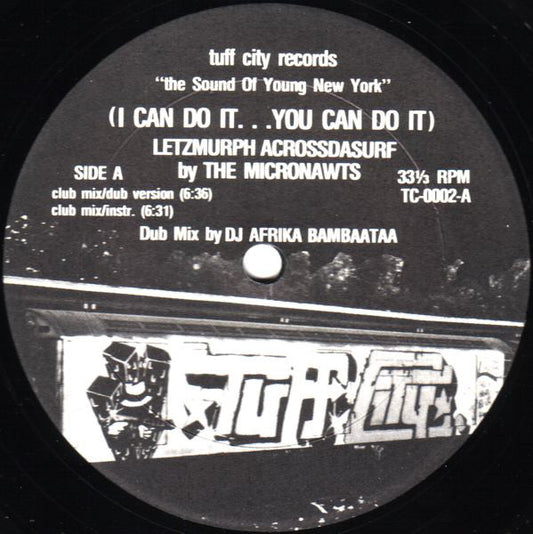 tuff city records
"the Sound Of Young New York"
(I CAN DO IT. . .YOU CAN DO IT)
LETZMURPH ACROSSDASURF
by THE MICRONAWTS
SIDE A
33⅓ RPM
club mix/dub version (6:36)
TC-0002-A
club mix/instr. (6:31)
Dub Mix by DJ AFRIKA BAMBAATAA
Tuff City